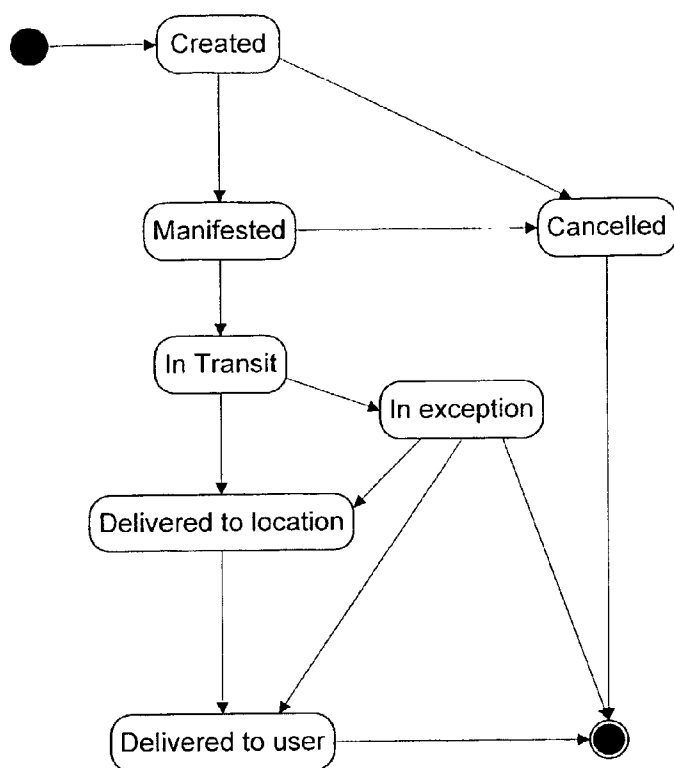 Created
Manifested
Cancelled
In Transit
In exception
Delivered to location
Delivered to user